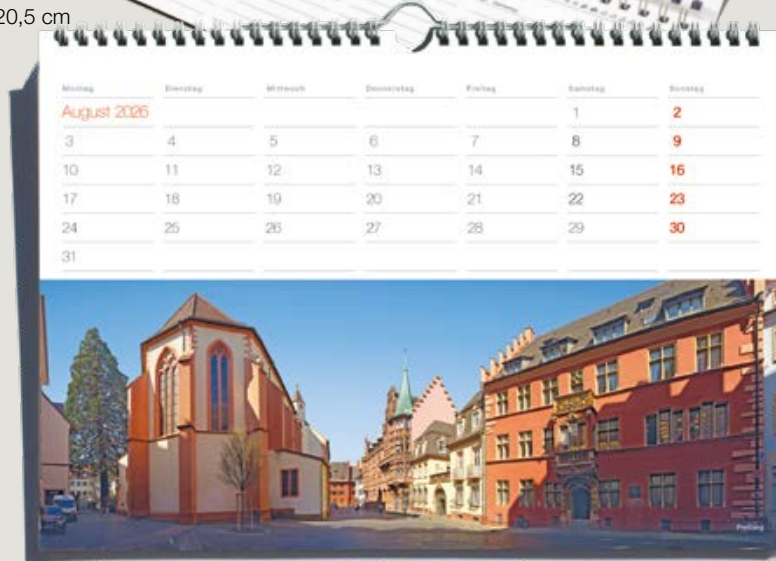 20,5 cm
Montag Dienstag Mittwoch Donnerstag Freitag Samstag Sonntag
August 2026 1 2
3 4 5 6 7 8 9
10 11 12 13 14 15 16
17 18 19 20 21 22 23
24 25 26 27 28 29 30
31
Freiburg